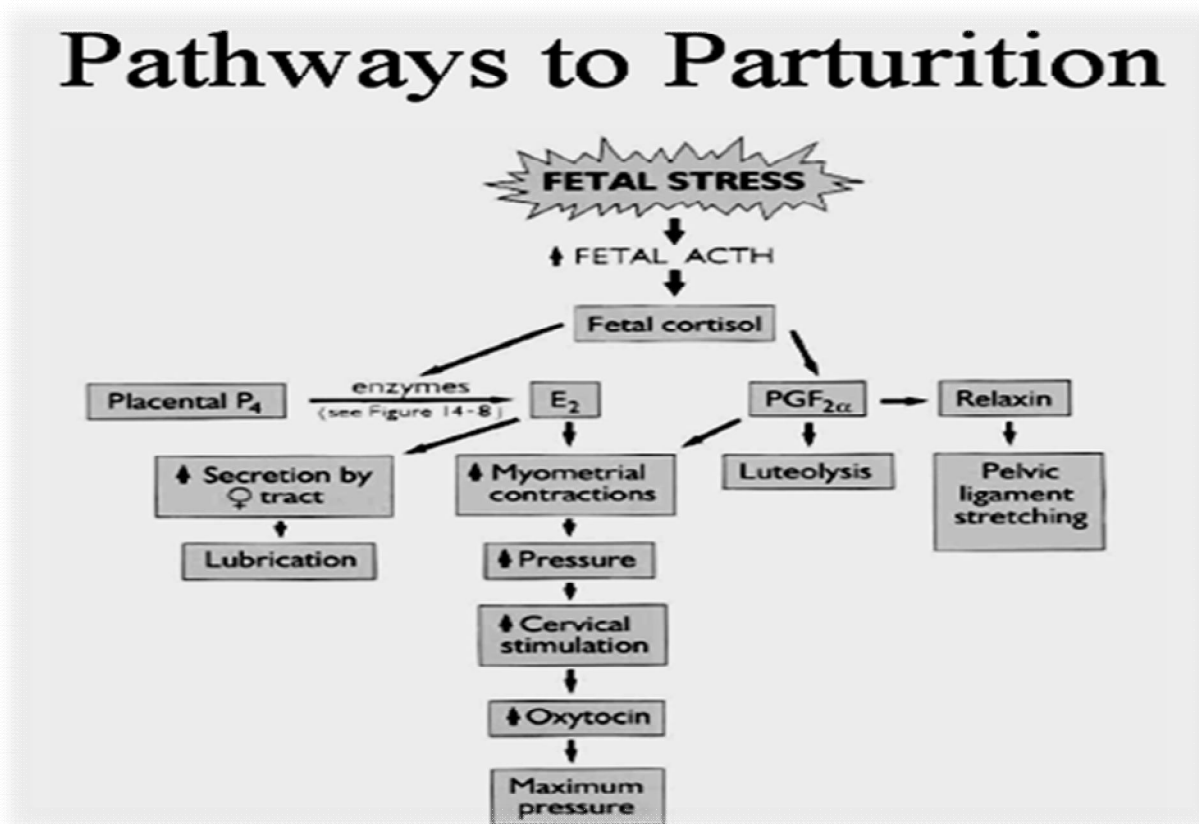 Pathways to Parturition
FETAL STRESS
⬆ FETAL ACTH
Fetal cortisol
Placental P₄
enzymes
(see Figure 14-8)
E₂
PGF₂α
Relaxin
⬆ Secretion by
♀ tract
⬆ Myometrial
contractions
Luteolysis
Pelvic
ligament
stretching
Lubrication
⬆ Pressure
⬆ Cervical
stimulation
⬆ Oxytocin
Maximum
pressure